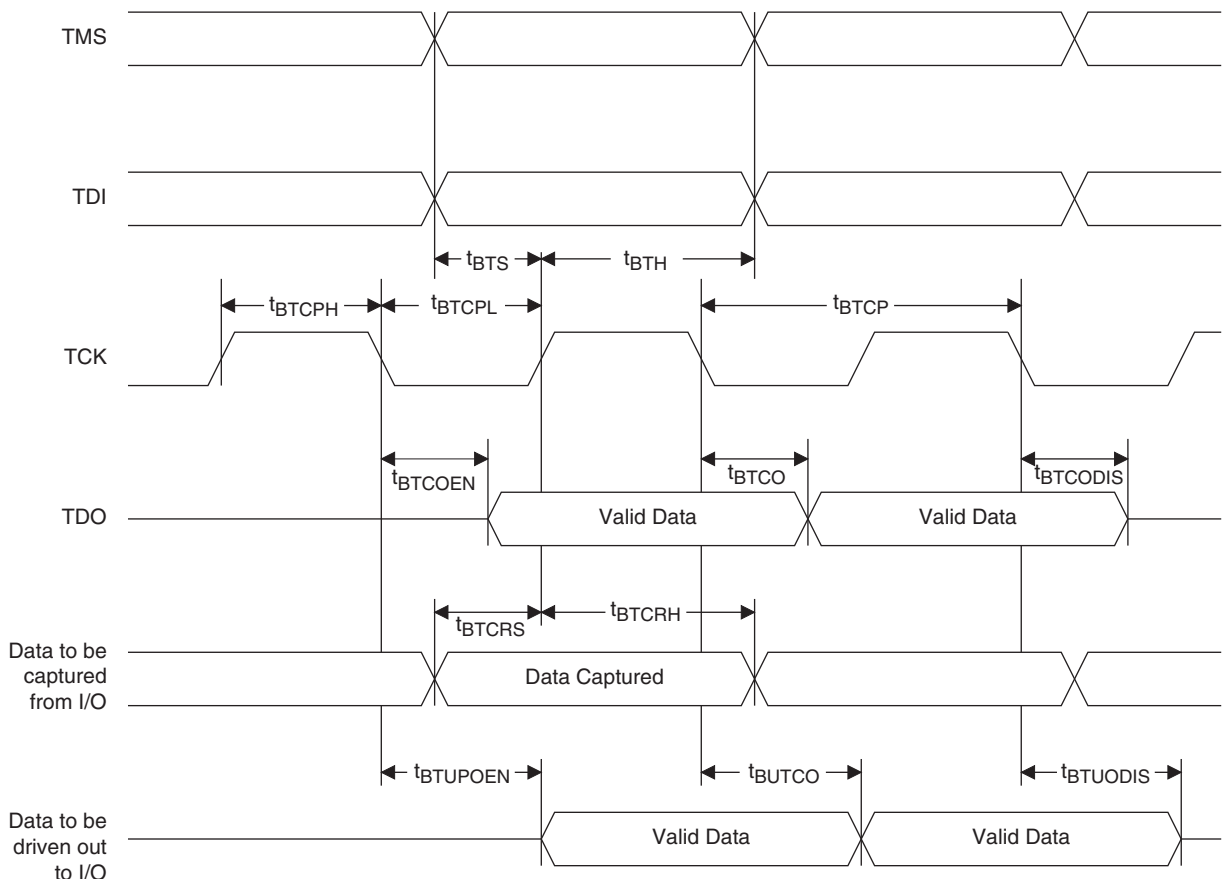 TMS
TDI
tBTS
tBTH
tBTCPH
tBTCPL
tBTCP
TCK
tBTCOEN
tBTCO
tBTCODIS
TDO
Valid Data
Valid Data
tBTCRS
tBTCRH
Data to be
captured
from I/O
Data Captured
tBTUPOEN
tBUTCO
tBTUODIS
Data to be
driven out
to I/O
Valid Data
Valid Data